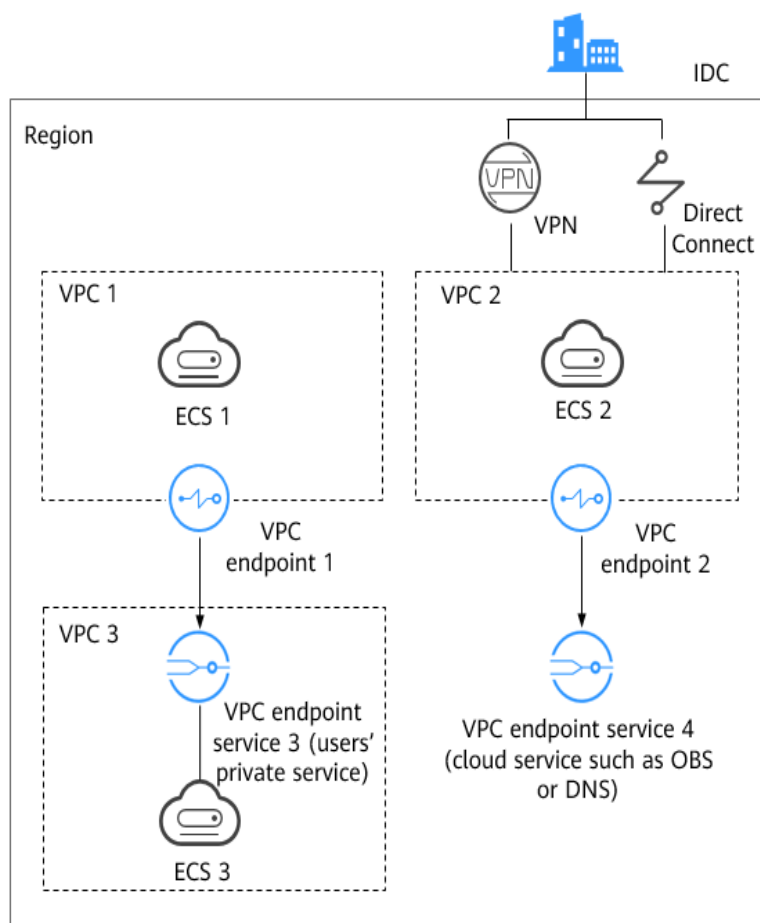 IDC
Region
VPN
VPN
Direct
Connect
VPC 1
VPC 2
ECS 1
ECS 2
VPC
endpoint 1
VPC
endpoint 2
VPC 3
VPC endpoint
service 3 (users’
private service)
VPC endpoint service 4
(cloud service such as OBS
or DNS)
ECS 3